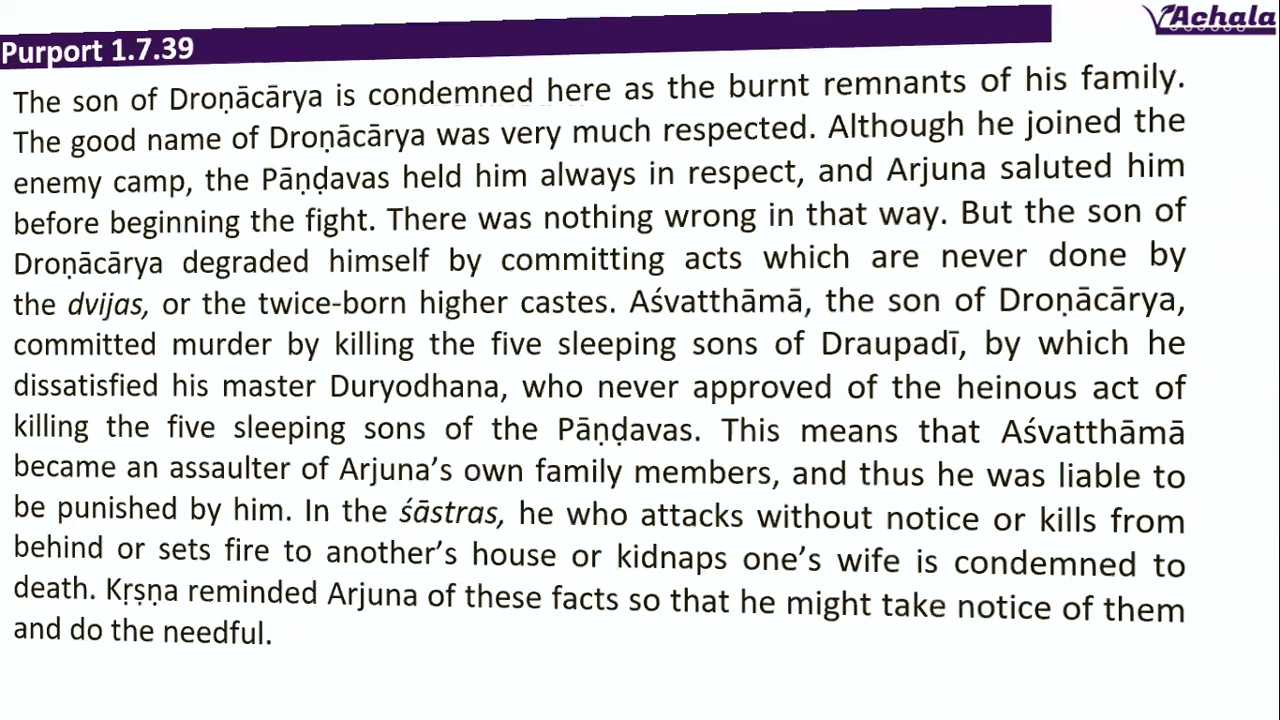 Achala
Purport 1.7.39
The son of Droṇācārya is condemned here as the burnt remnants of his family.
The good name of Droṇācārya was very much respected. Although he joined the
enemy camp, the Pāṇḍavas held him always in respect, and Arjuna saluted him
before beginning the fight. There was nothing wrong in that way. But the son of
Droṇācārya degraded himself by committing acts which are never done by
the dvijas, or the twice-born higher castes. Aśvatthāmā, the son of Droṇācārya,
committed murder by killing the five sleeping sons of Draupadī, by which he
dissatisfied his master Duryodhana, who never approved of the heinous act of
killing the five sleeping sons of the Pāṇḍavas. This means that Aśvatthāmā
became an assaulter of Arjuna’s own family members, and thus he was liable to
be punished by him. In the śāstras, he who attacks without notice or kills from
behind or sets fire to another’s house or kidnaps one’s wife is condemned to
death. Kṛṣṇa reminded Arjuna of these facts so that he might take notice of them
and do the needful.